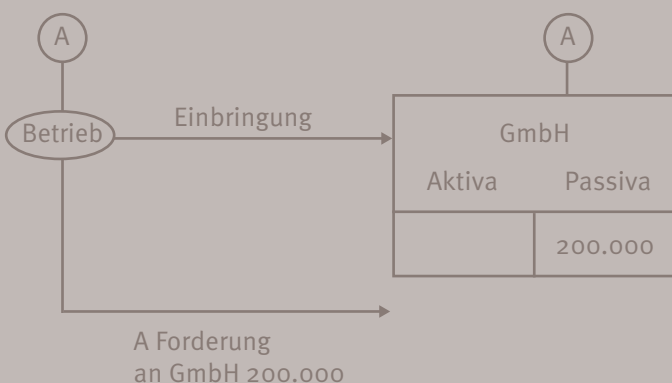 A
A
Betrieb
Einbringung
GmbH
Aktiva Passiva
200.000
A Forderung
an GmbH 200.000